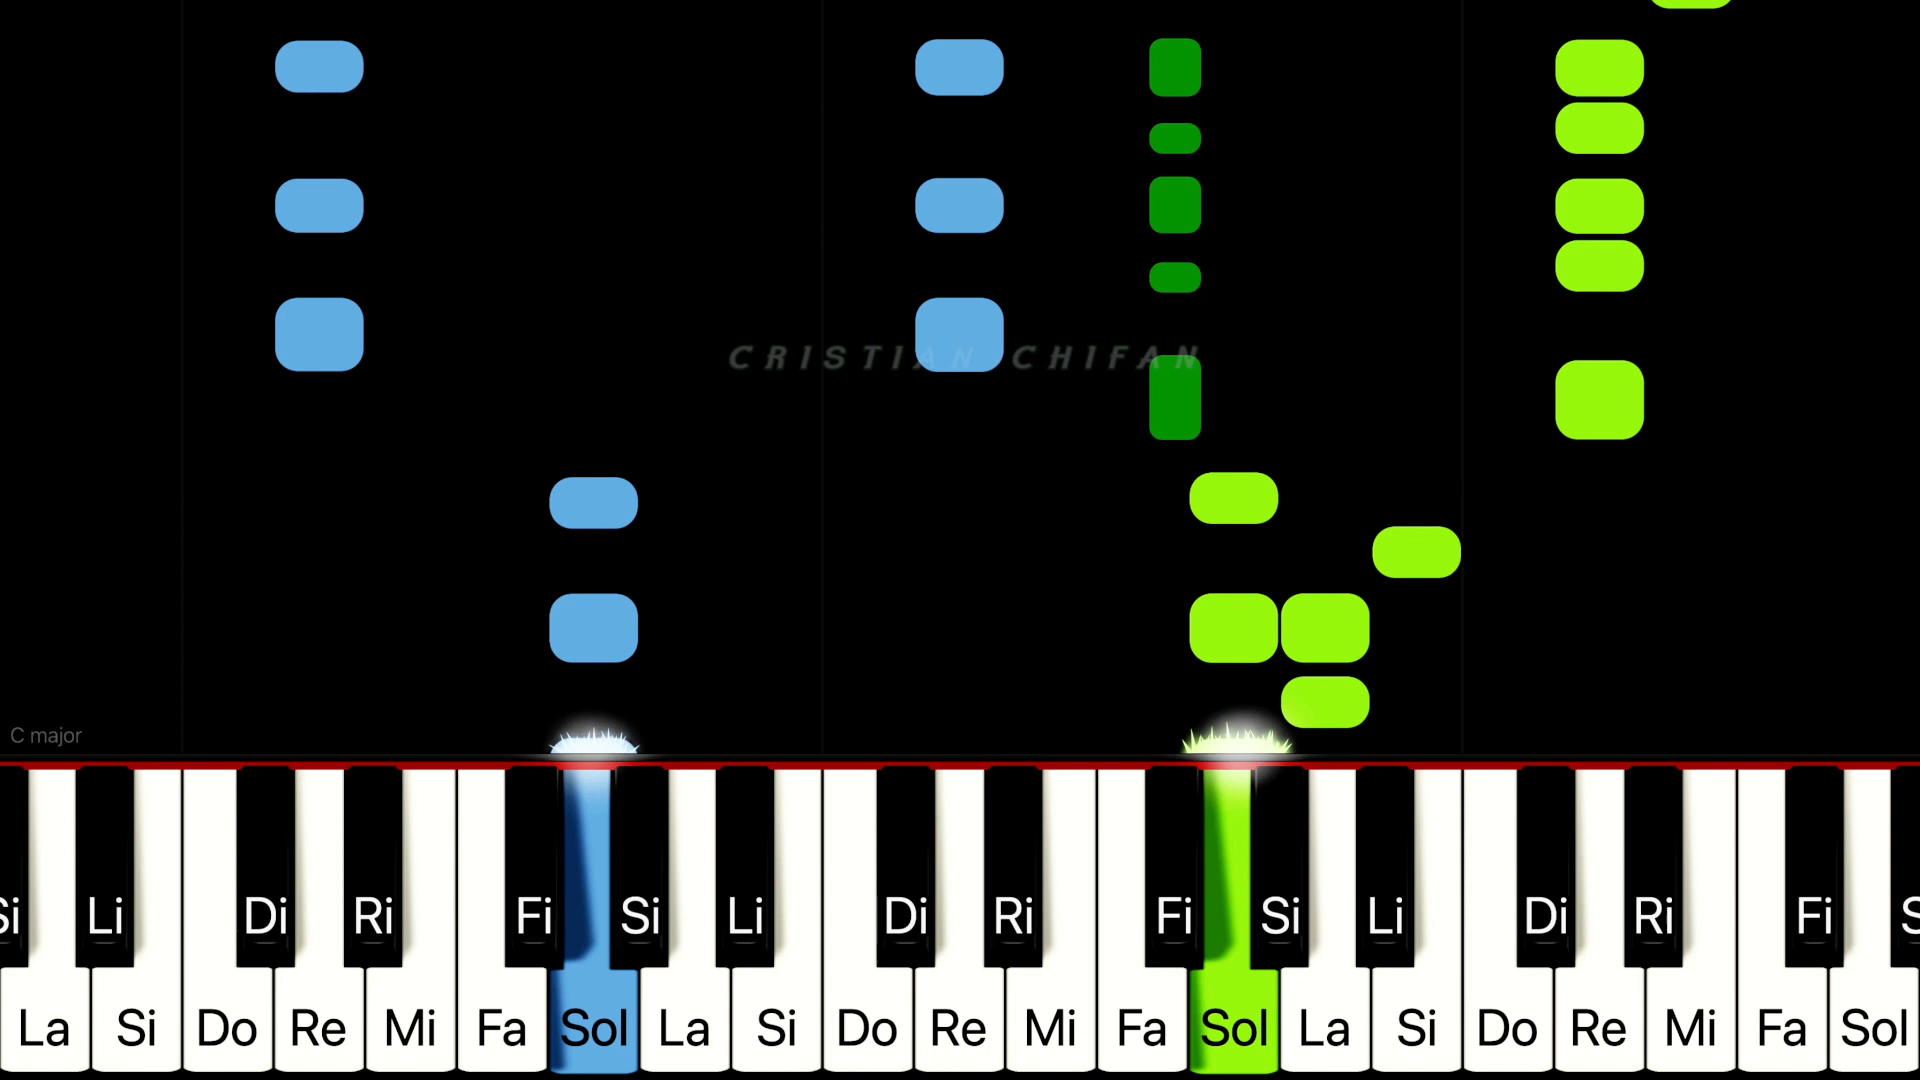 CRISTIAN CHIFAN
C major
Si Li Di Ri Fi Si Li Di Ri Fi Si Li Di Ri Fi S
La Si Do Re Mi Fa Sol La Si Do Re Mi Fa Sol La Si Do Re Mi Fa Sol